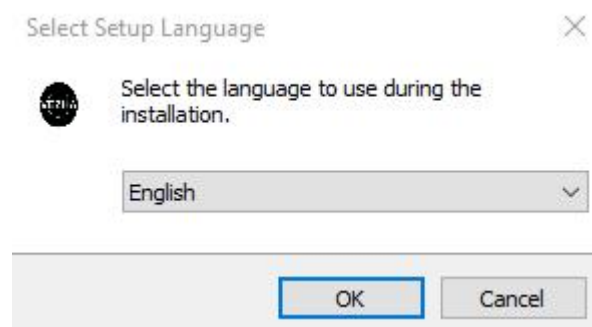 Select Setup Language
Select the language to use during the
installation.
English
OK
Cancel